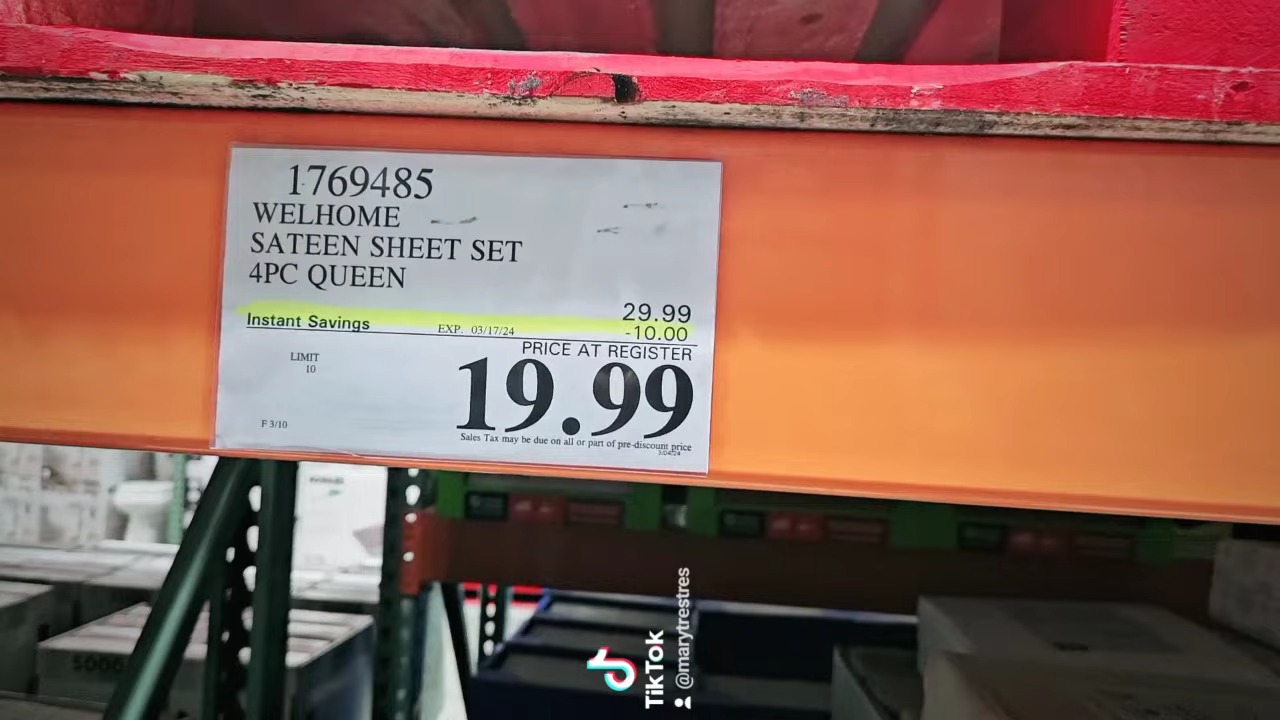 1769485
WELHOME
SATEEN SHEET SET
4PC QUEEN
29.99
Instant Savings EXP. 03/17/24 -10.00
PRICE AT REGISTER
LIMIT
10
19.99
F 3/10
Sales Tax may be due on all or part of pre-discount price
TikTok
@marytrestres